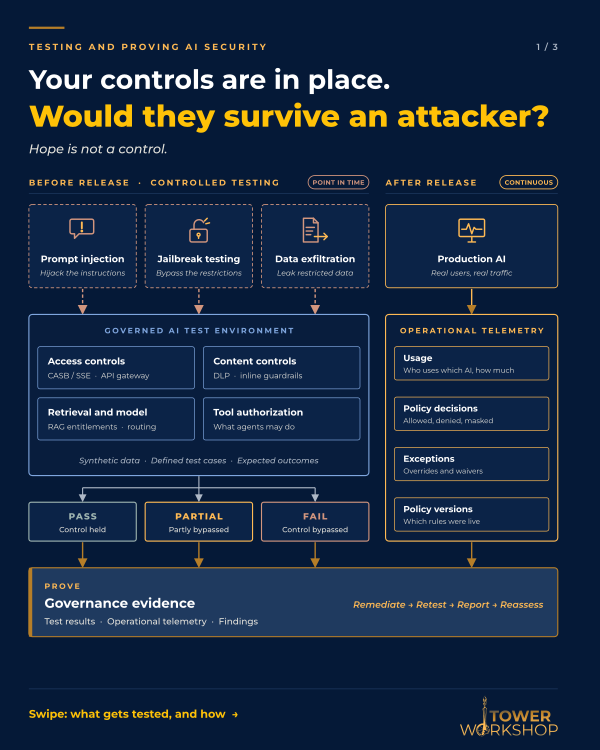 TESTING AND PROVING AI SECURITY
1 / 3
Your controls are in place.
Would they survive an attacker?
Hope is not a control.
BEFORE RELEASE · CONTROLLED TESTING
POINT IN TIME
Prompt injection
Hijack the instructions
Jailbreak testing
Bypass the restrictions
Data exfiltration
Leak restricted data
GOVERNED AI TEST ENVIRONMENT
Access controls
CASB / SSE · API gateway
Content controls
DLP · inline guardrails
Retrieval and model
RAG entitlements · routing
Tool authorization
What agents may do
Synthetic data · Defined test cases · Expected outcomes
PASS
Control held
PARTIAL
Partly bypassed
FAIL
Control bypassed
AFTER RELEASE
CONTINUOUS
Production AI
Real users, real traffic
OPERATIONAL TELEMETRY
Usage
Who uses which AI, how much
Policy decisions
Allowed, denied, masked
Exceptions
Overrides and waivers
Policy versions
Which rules were live
PROVE
Governance evidence
Test results · Operational telemetry · Findings
Remediate → Retest → Report → Reassess
Swipe: what gets tested, and how →
TOWER
WORKSHOP